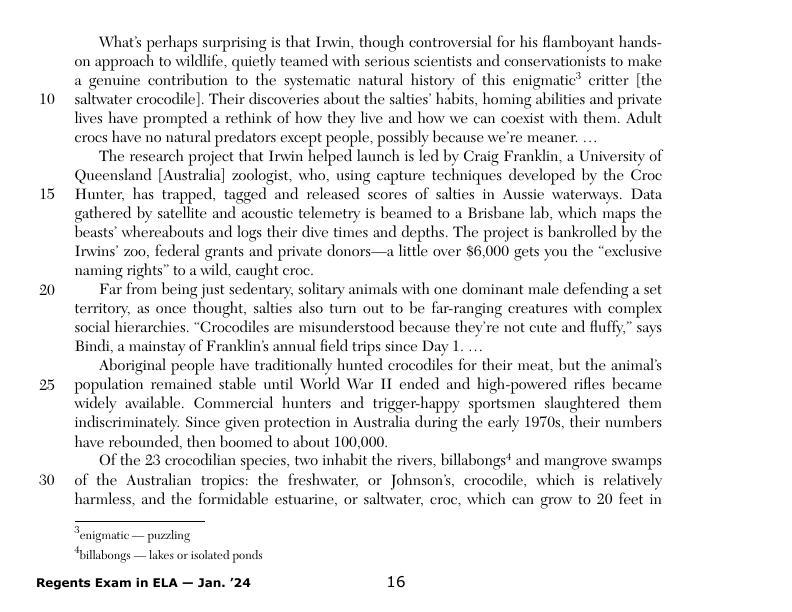 What's perhaps surprising is that Irwin, though controversial for his flamboyant hands-
on approach to wildlife, quietly teamed with serious scientists and conservationists to make
a genuine contribution to the systematic natural history of this enigmatic³ critter [the
10 saltwater crocodile]. Their discoveries about the salties' habits, homing abilities and private
lives have prompted a rethink of how they live and how we can coexist with them. Adult
crocs have no natural predators except people, possibly because we're meaner. …
The research project that Irwin helped launch is led by Craig Franklin, a University of
Queensland [Australia] zoologist, who, using capture techniques developed by the Croc
15 Hunter, has trapped, tagged and released scores of salties in Aussie waterways. Data
gathered by satellite and acoustic telemetry is beamed to a Brisbane lab, which maps the
beasts' whereabouts and logs their dive times and depths. The project is bankrolled by the
Irwins' zoo, federal grants and private donors—a little over $6,000 gets you the “exclusive
naming rights” to a wild, caught croc.
20 Far from being just sedentary, solitary animals with one dominant male defending a set
territory, as once thought, salties also turn out to be far-ranging creatures with complex
social hierarchies. “Crocodiles are misunderstood because they're not cute and fluffy,” says
Bindi, a mainstay of Franklin's annual field trips since Day 1. …
Aboriginal people have traditionally hunted crocodiles for their meat, but the animal's
25 population remained stable until World War II ended and high-powered rifles became
widely available. Commercial hunters and trigger-happy sportsmen slaughtered them
indiscriminately. Since given protection in Australia during the early 1970s, their numbers
have rebounded, then boomed to about 100,000.
Of the 23 crocodilian species, two inhabit the rivers, billabongs⁴ and mangrove swamps
30 of the Australian tropics: the freshwater, or Johnson's, crocodile, which is relatively
harmless, and the formidable estuarine, or saltwater, croc, which can grow to 20 feet in
³enigmatic — puzzling
⁴billabongs — lakes or isolated ponds
Regents Exam in ELA — Jan. '24 16